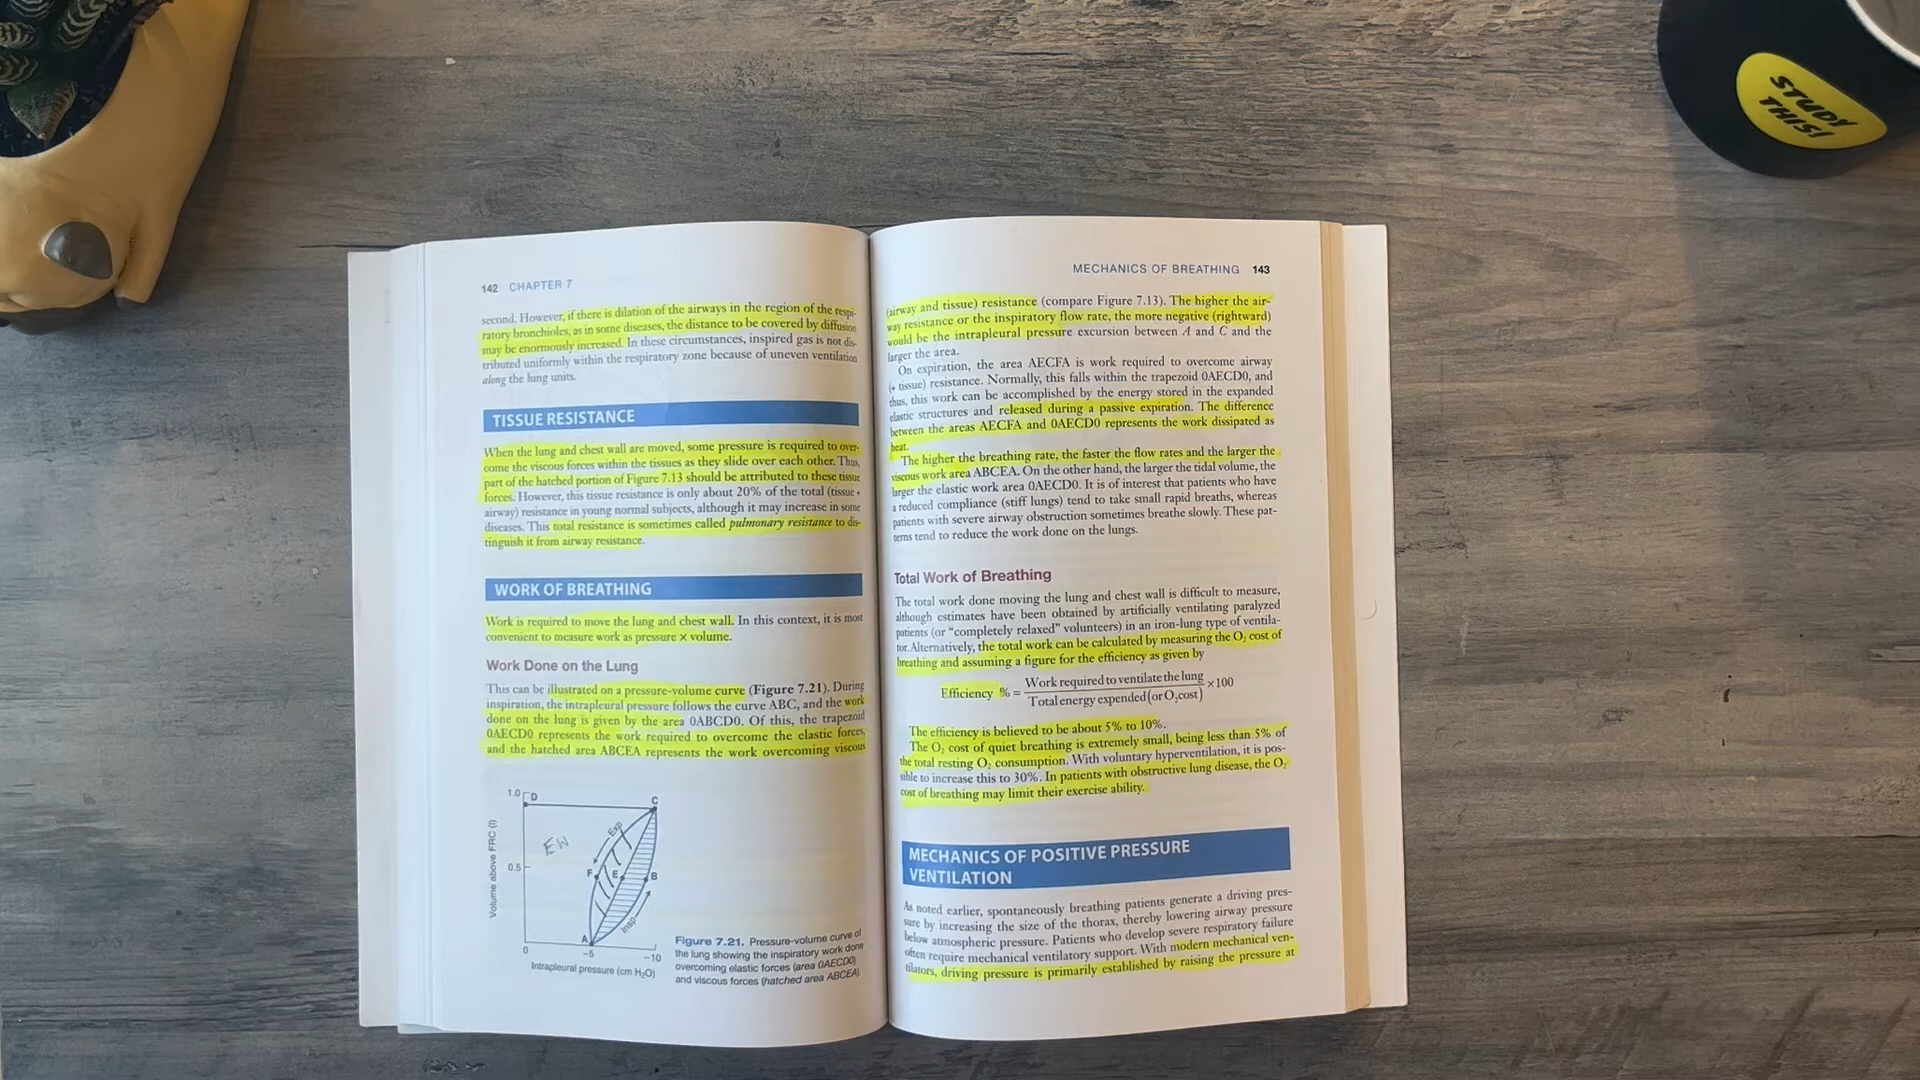 STUDY
THIS!
142 CHAPTER 7
second. However, if there is dilation of the airways in the region of the respi-
ratory bronchioles, as in some diseases, the distance to be covered by diffusion
may be enormously increased. In these circumstances, inspired gas is not dis-
tributed uniformly within the respiratory zone because of uneven ventilation
along the lung units.
TISSUE RESISTANCE
When the lung and chest wall are moved, some pressure is required to over-
come the viscous forces within the tissues as they slide over each other. Thus,
part of the hatched portion of Figure 7.13 should be attributed to these tissue
forces. However, this tissue resistance is only about 20% of the total (tissue +
airway) resistance in young normal subjects, although it may increase in some
diseases. This total resistance is sometimes called pulmonary resistance to dis-
tinguish it from airway resistance.
WORK OF BREATHING
Work is required to move the lung and chest wall. In this context, it is most
convenient to measure work as pressure × volume.
Work Done on the Lung
This can be illustrated on a pressure-volume curve (Figure 7.21). During
inspiration, the intrapleural pressure follows the curve ABC, and the work
done on the lung is given by the area 0ABCD0. Of this, the trapezoid
0AECD0 represents the work required to overcome the elastic forces,
and the hatched area ABCEA represents the work overcoming viscous
1.0 D C
Exp
EW
Volume above FRC (l)
0.5
F E B
Insp
A
0 −5 −10
Intrapleural pressure (cm H₂O)
Figure 7.21. Pressure-volume curve of
the lung showing the inspiratory work done
overcoming elastic forces (area 0AECD0)
and viscous forces (hatched area ABCEA).
MECHANICS OF BREATHING 143
(airway and tissue) resistance (compare Figure 7.13). The higher the air-
way resistance or the inspiratory flow rate, the more negative (rightward)
would be the intrapleural pressure excursion between A and C and the
larger the area.
On expiration, the area AECFA is work required to overcome airway
(+ tissue) resistance. Normally, this falls within the trapezoid 0AECD0, and
thus, this work can be accomplished by the energy stored in the expanded
elastic structures and released during a passive expiration. The difference
between the areas AECFA and 0AECD0 represents the work dissipated as
heat.
The higher the breathing rate, the faster the flow rates and the larger the
viscous work area ABCEA. On the other hand, the larger the tidal volume, the
larger the elastic work area 0AECD0. It is of interest that patients who have
a reduced compliance (stiff lungs) tend to take small rapid breaths, whereas
patients with severe airway obstruction sometimes breathe slowly. These pat-
terns tend to reduce the work done on the lungs.
Total Work of Breathing
The total work done moving the lung and chest wall is difficult to measure,
although estimates have been obtained by artificially ventilating paralyzed
patients (or “completely relaxed” volunteers) in an iron-lung type of ventila-
tor. Alternatively, the total work can be calculated by measuring the O₂ cost of
breathing and assuming a figure for the efficiency as given by
Efficiency % = Work required to ventilate the lung / Total energy expended (or O₂ cost) ×100
The efficiency is believed to be about 5% to 10%.
The O₂ cost of quiet breathing is extremely small, being less than 5% of
the total resting O₂ consumption. With voluntary hyperventilation, it is pos-
sible to increase this to 30%. In patients with obstructive lung disease, the O₂
cost of breathing may limit their exercise ability.
MECHANICS OF POSITIVE PRESSURE
VENTILATION
As noted earlier, spontaneously breathing patients generate a driving pres-
sure by increasing the size of the thorax, thereby lowering airway pressure
below atmospheric pressure. Patients who develop severe respiratory failure
often require mechanical ventilatory support. With modern mechanical ven-
tilators, driving pressure is primarily established by raising the pressure at